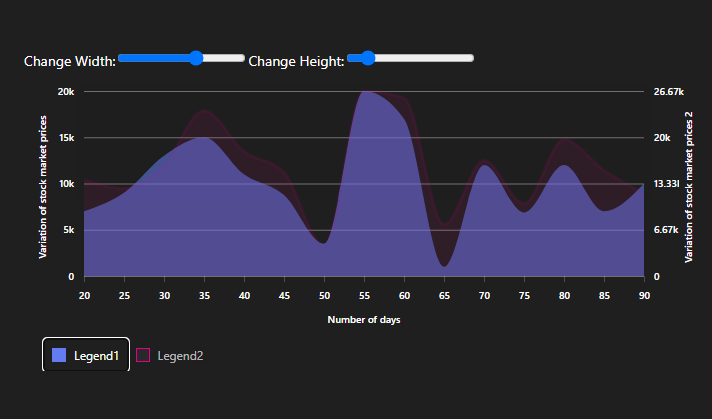 Change Width: Change Height:
20k 26.67k
15k 20k
10k 13.33l
5k 6.67k
0 0
Variation of stock market prices
Variation of stock market prices 2
20 25 30 35 40 45 50 55 60 65 70 75 80 85 90
Number of days
Legend1 Legend2